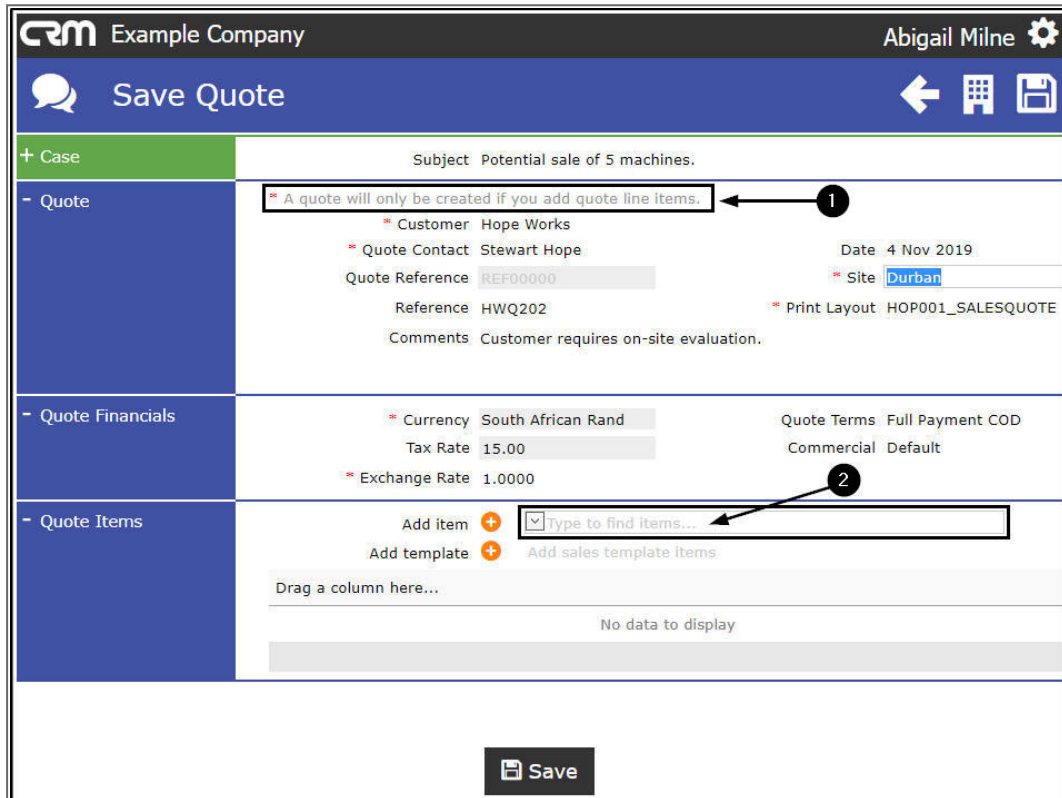 CRM Example Company Abigail Milne
Save Quote
+ Case Subject Potential sale of 5 machines.
- Quote * A quote will only be created if you add quote line items. 1
* Customer Hope Works
* Quote Contact Stewart Hope Date 4 Nov 2019
Quote Reference REF00000 * Site Durban
Reference HWQ202 * Print Layout HOP001_SALESQUOTE
Comments Customer requires on-site evaluation.
- Quote Financials * Currency South African Rand Quote Terms Full Payment COD
Tax Rate 15.00 Commercial Default
* Exchange Rate 1.0000 2
- Quote Items Add item Type to find items...
Add template Add sales template items
Drag a column here...
No data to display
Save